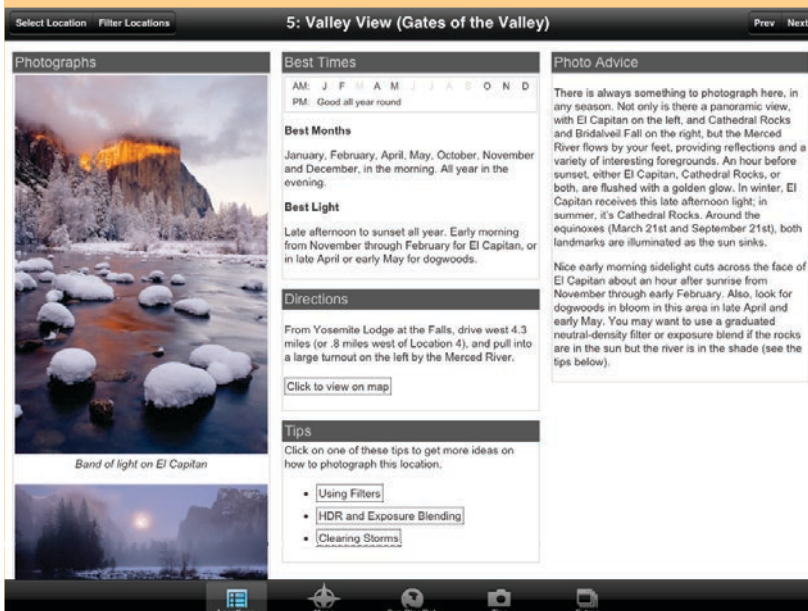 Select Location Filter Locations
5: Valley View (Gates of the Valley)
Prev Next
Photographs
Band of light on El Capitan
Best Times
AM: J F M A M J J A S O N D
PM: Good all year round
Best Months
January, February, April, May, October, November
and December, in the morning. All year in the
evening.
Best Light
Late afternoon to sunset all year. Early morning
from November through February for El Capitan, or
in late April or early May for dogwoods.
Directions
From Yosemite Lodge at the Falls, drive west 4.3
miles (or .8 miles west of Location 4), and pull into
a large turnout on the left by the Merced River.
Click to view on map
Tips
Click on one of these tips to get more ideas on
how to photograph this location.
• Using Filters
• HDR and Exposure Blending
• Clearing Storms
Photo Advice
There is always something to photograph here, in
any season. Not only is there a panoramic view,
with El Capitan on the left, and Cathedral Rocks
and Bridalveil Fall on the right, but the Merced
River flows by your feet, providing reflections and a
variety of interesting foregrounds. An hour before
sunset, either El Capitan, Cathedral Rocks, or
both, are flushed with a golden glow. In winter, El
Capitan receives this late afternoon light; in
summer, it's Cathedral Rocks. Around the
equinoxes (March 21st and September 21st), both
landmarks are illuminated as the sun sinks.
Nice early morning sidelight cuts across the face of
El Capitan about an hour after sunrise from
November through early February. Also, look for
dogwoods in bloom in this area in late April and
early May. You may want to use a graduated
neutral-density filter or exposure blend if the rocks
are in the sun but the river is in the shade (see the
tips below).